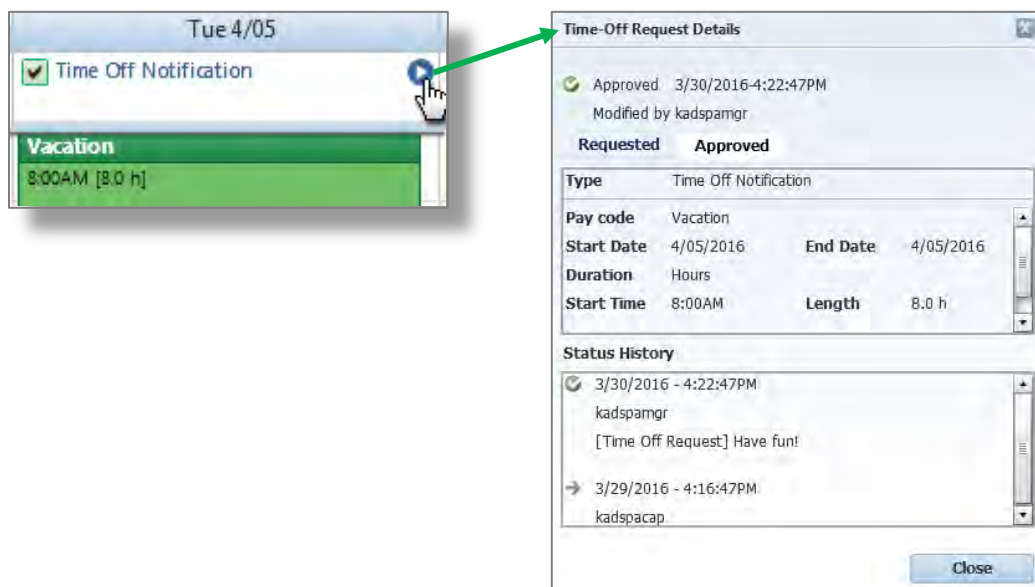 Tue 4/05
Time Off Notification
Vacation
8:00AM [8.0 h]
Time-Off Request Details
Approved 3/30/2016-4:22:47PM
Modified by kadspamgr
Requested Approved
Type Time Off Notification
Pay code Vacation
Start Date 4/05/2016 End Date 4/05/2016
Duration Hours
Start Time 8:00AM Length 8.0 h
Status History
3/30/2016 - 4:22:47PM
kadspamgr
[Time Off Request] Have fun!
3/29/2016 - 4:16:47PM
kadspacap
Close